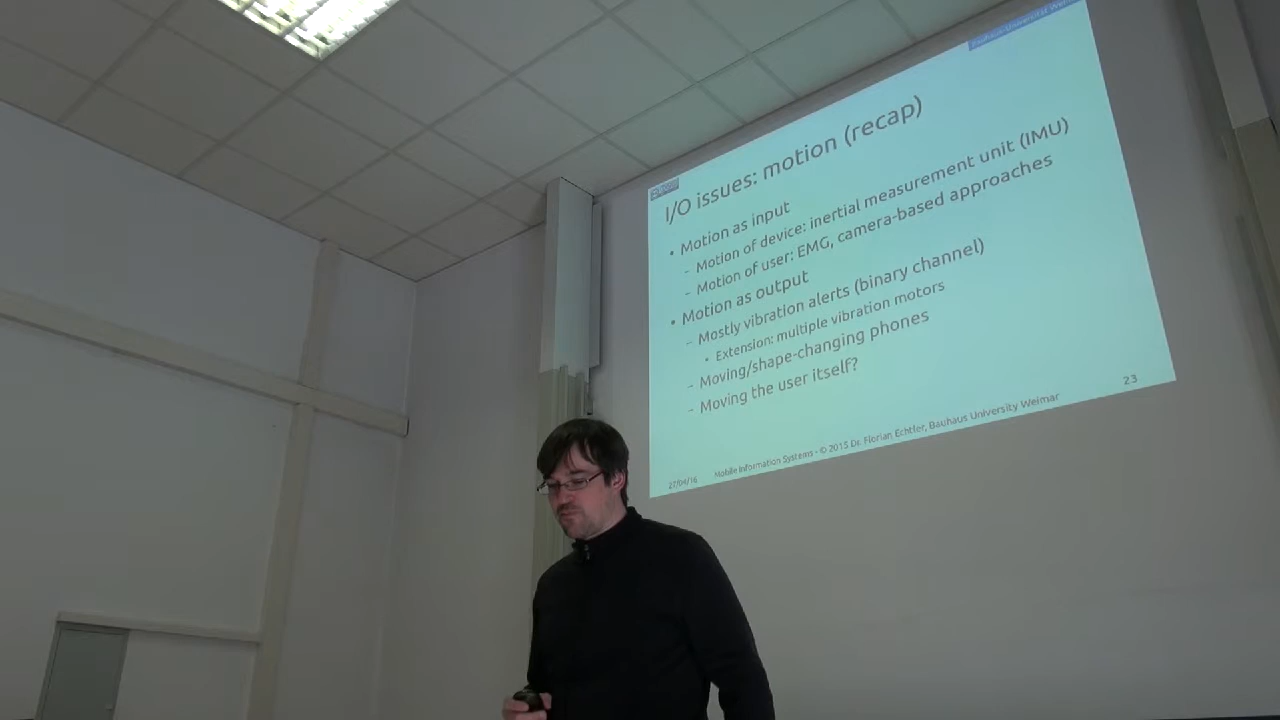 I/O issues: motion (recap)
• Motion as input
- Motion of device: inertial measurement unit (IMU)
- Motion of user: EMG, camera-based approaches
• Motion as output
- Mostly vibration alerts (binary channel)
• Extension: multiple vibration motors
- Moving/shape-changing phones
- Moving the user itself?
27/04/16
Mobile Information Systems - © 2015 Dr. Florian Echtler, Bauhaus University Weimar
23